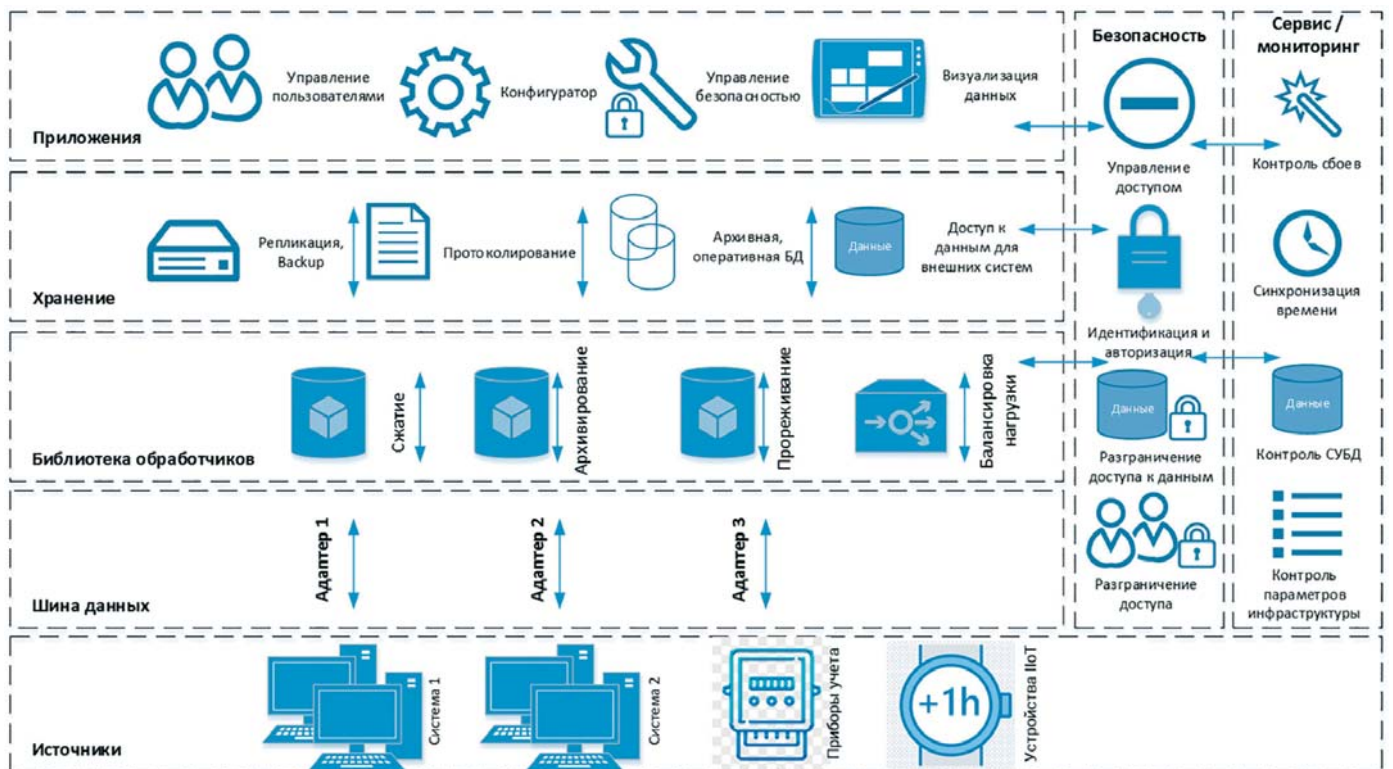 Управление
пользователями
Конфигуратор
Управление
безопасностью
Визуализация
данных
Приложения
Репликация,
Backup
Протоколирование
Архивная,
оперативная БД
Данные
Доступ к
данным для
внешних систем
Хранение
Сжатие
Архивирование
Прореживание
Балансировка
нагрузки
Библиотека обработчиков
Адаптер 1
Адаптер 2
Адаптер 3
Шина данных
Система 1
Система 2
Приборы учета
+1h
Устройства IIoT
Источники
Безопасность
Управление
доступом
Идентификация и
авторизация
Данные
Разграничение
доступа к данным
Разграничение
доступа
Сервис /
мониторинг
Контроль сбоев
Синхронизация
времени
Данные
Контроль СУБД
Контроль
параметров
инфраструктуры